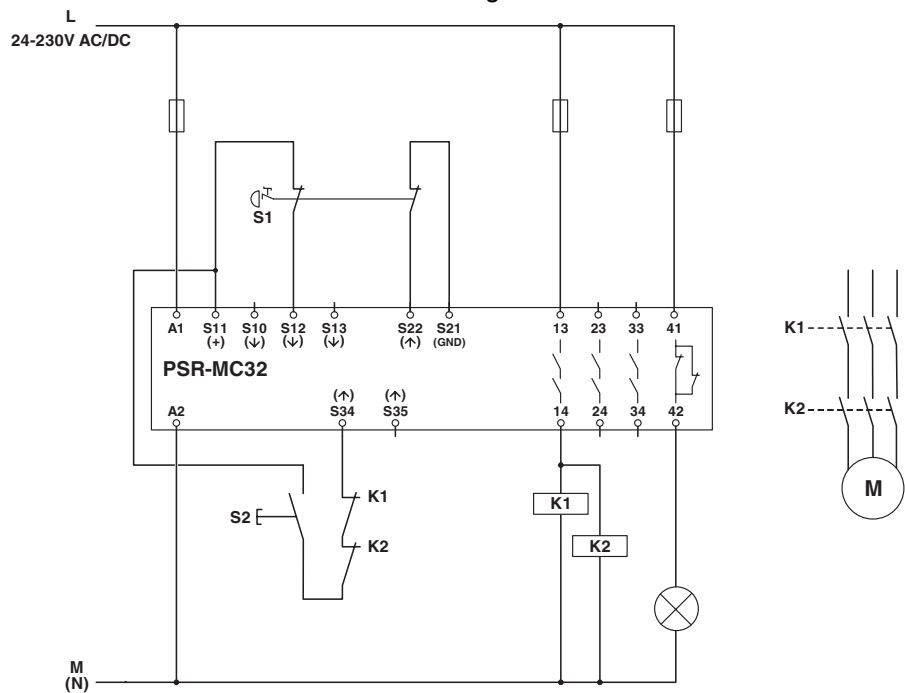 L
24-230V AC/DC
S1
A1 S11 S10 S12 S13 S22 S21 13 23 33 41
(+) (↓) (↓) (↓) (↑) (GND)
PSR-MC32
(↑) (↑)
A2 S34 S35 14 24 34 42
K1
K2
M
S2
K1
K2
K1
K2
M
(N)